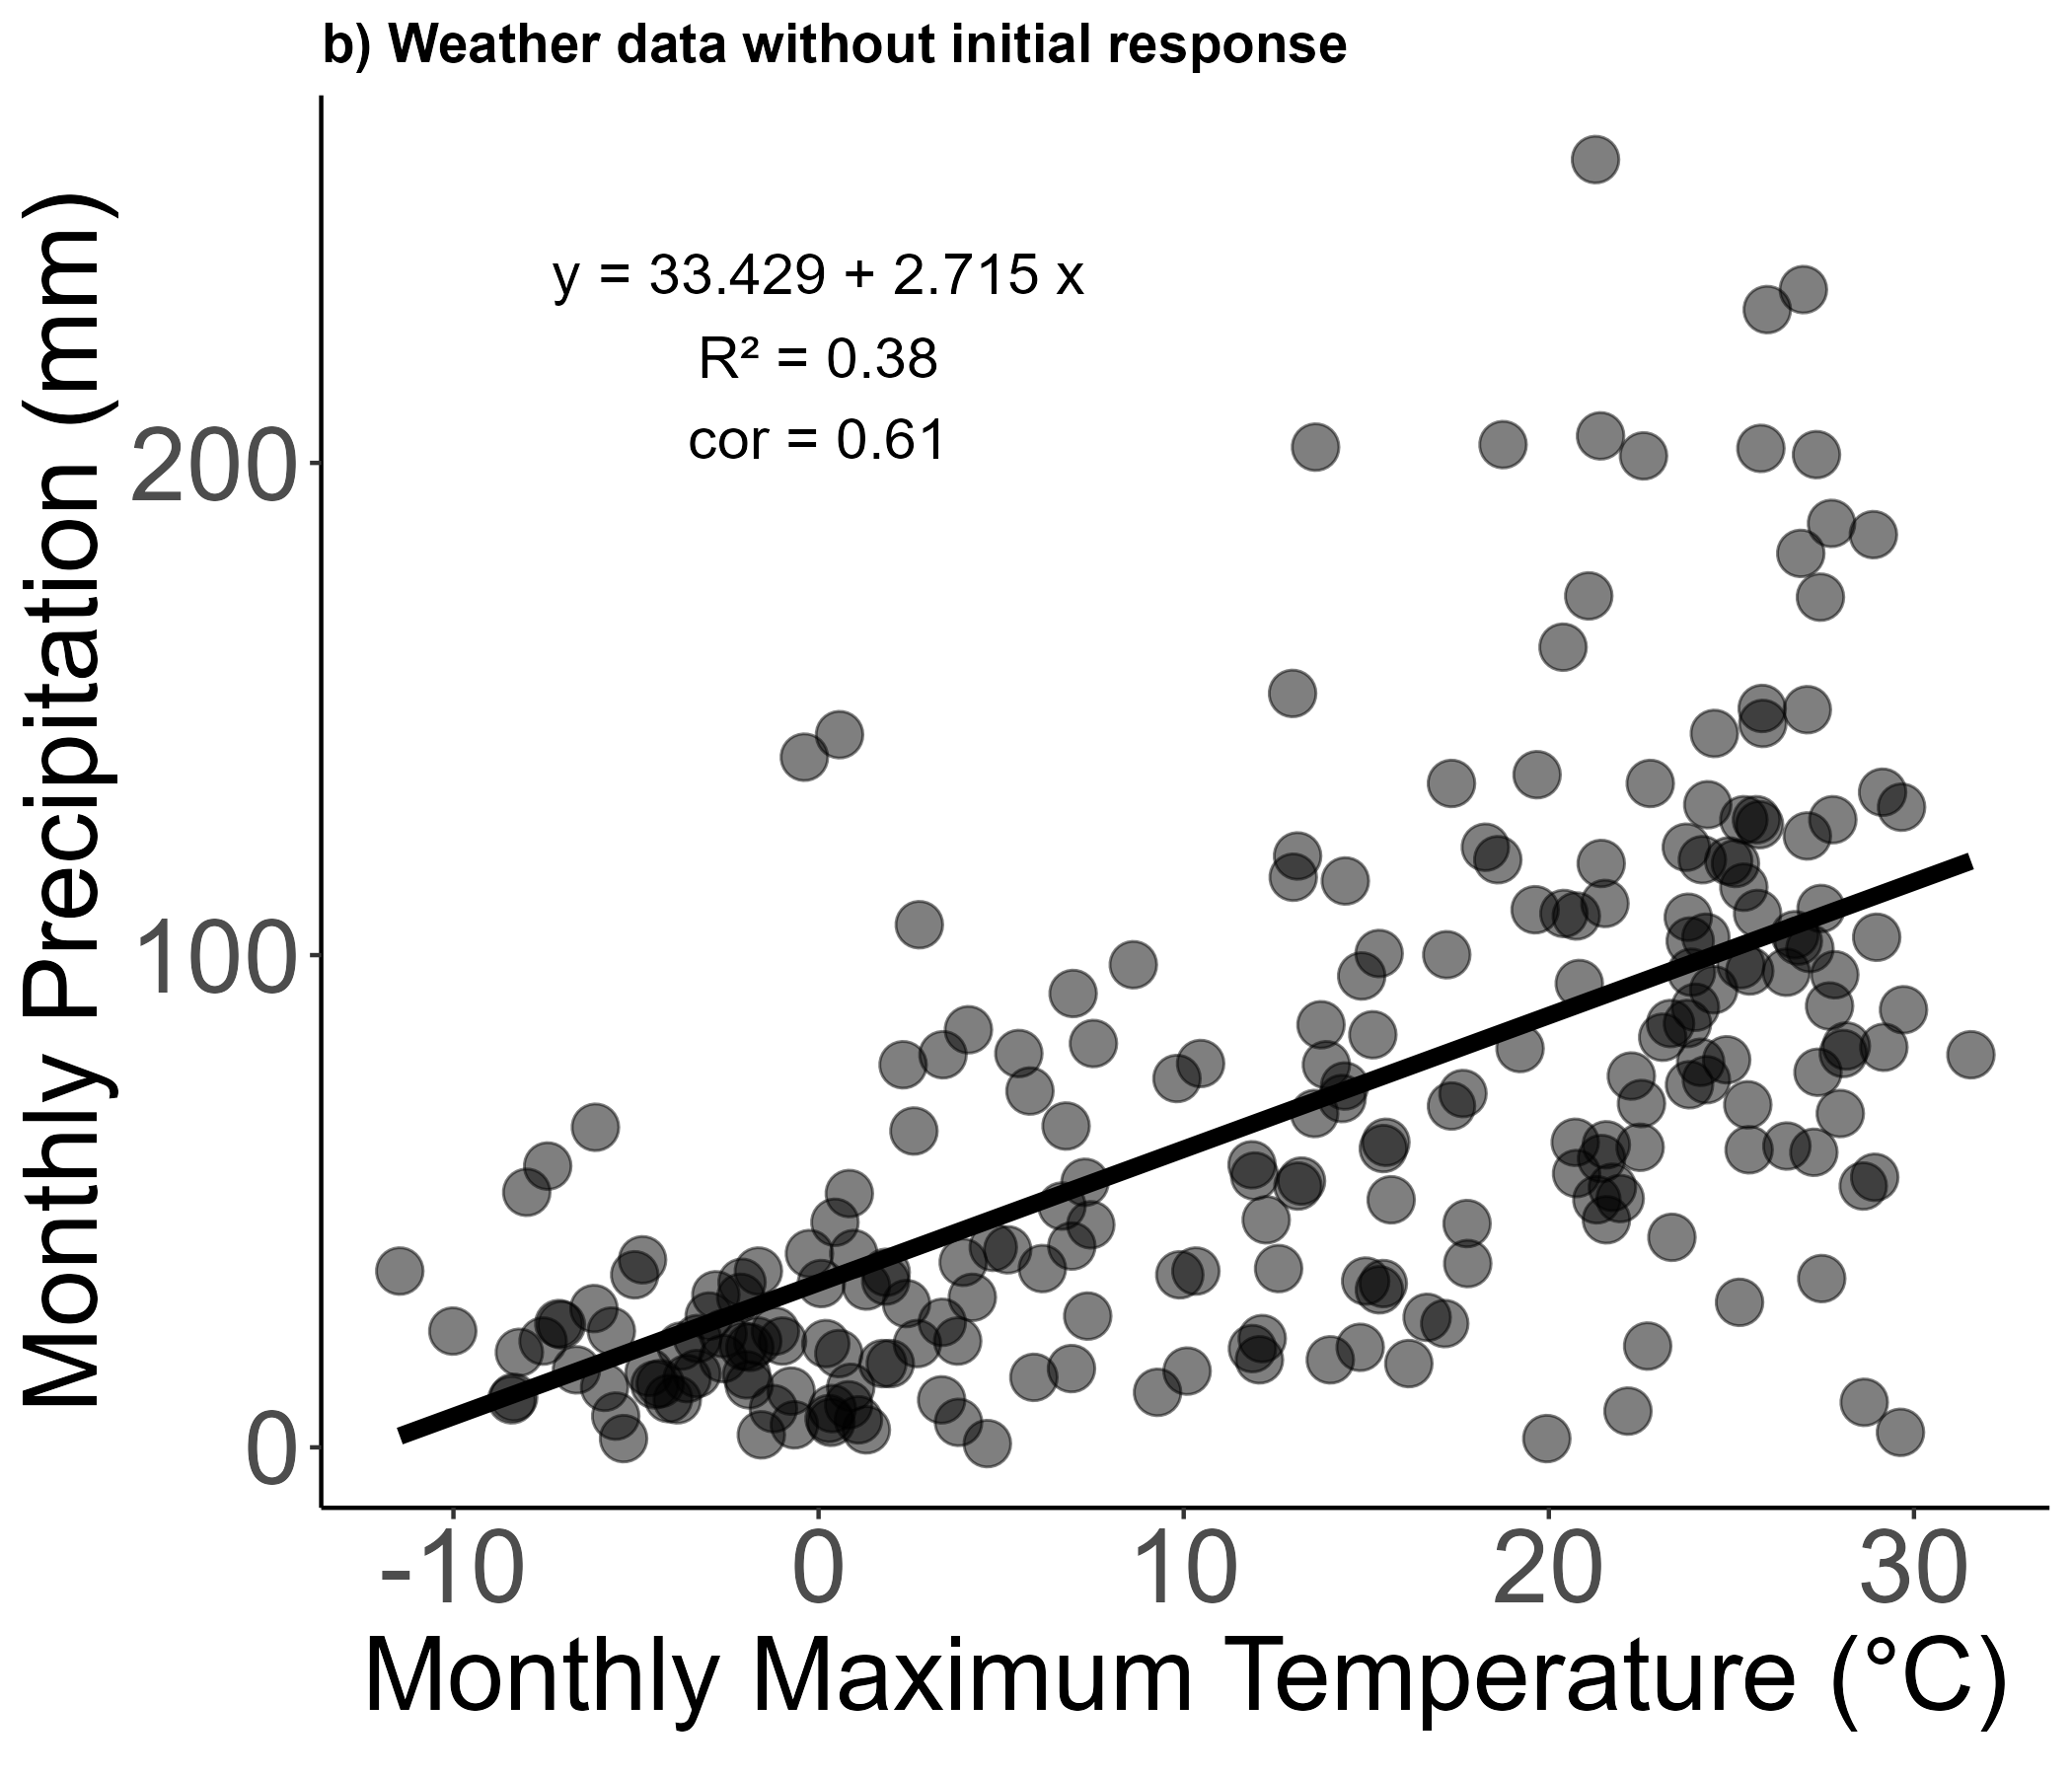 b) Weather data without initial response
y = 33.429 + 2.715 x
R² = 0.38
cor = 0.61
Monthly Precipitation (mm)
200
100
0
-10 0 10 20 30
Monthly Maximum Temperature (°C)